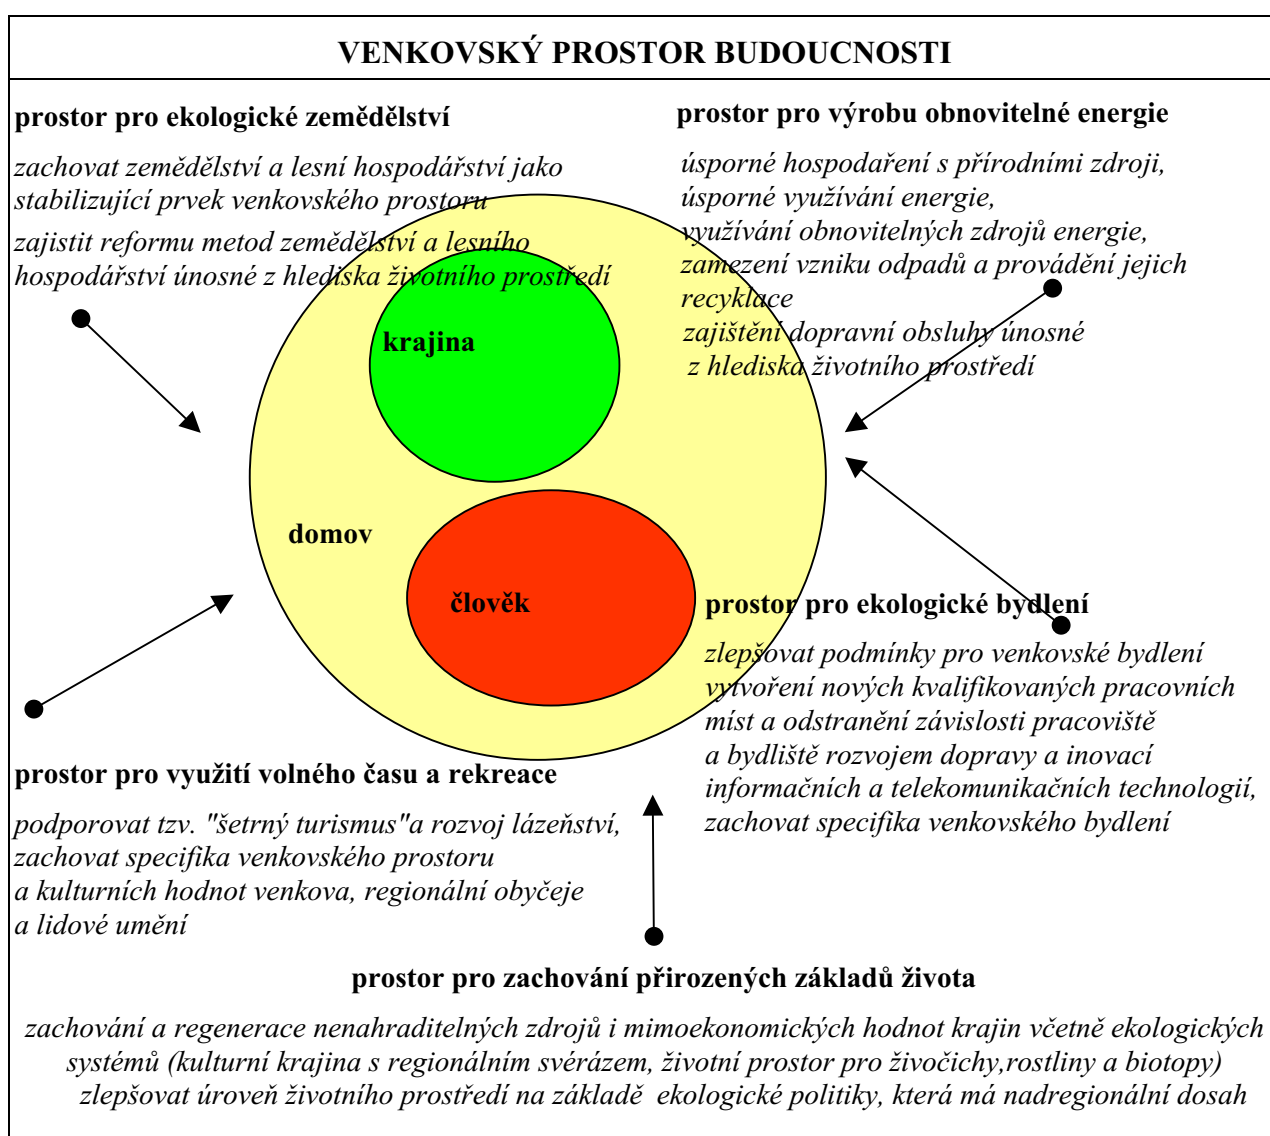 VENKOVSKÝ PROSTOR BUDOUCNOSTI
prostor pro ekologické zemědělství
zachovat zemědělství a lesní hospodářství jako
stabilizující prvek venkovského prostoru
zajistit reformu metod zemědělství a lesního
hospodářství únosné z hlediska životního prostředí
prostor pro výrobu obnovitelné energie
úsporné hospodaření s přírodními zdroji,
úsporné využívání energie,
využívání obnovitelných zdrojů energie,
zamezení vzniku odpadů a provádění jejich
recyklace
zajištění dopravní obsluhy únosné
z hlediska životního prostředí
krajina
domov
člověk
prostor pro ekologické bydlení
zlepšovat podmínky pro venkovské bydlení
vytvoření nových kvalifikovaných pracovních
míst a odstranění závislosti pracoviště
a bydliště rozvojem dopravy a inovací
informačních a telekomunikačních technologií,
zachovat specifika venkovského bydlení
prostor pro využití volného času a rekreace
podporovat tzv. "šetrný turismus"a rozvoj lázeňství,
zachovat specifika venkovského prostoru
a kulturních hodnot venkova, regionální obyčeje
a lidové umění
prostor pro zachování přirozených základů života
zachování a regenerace nenahraditelných zdrojů i mimoekonomických hodnot krajin včetně ekologických
systémů (kulturní krajina s regionálním svérázem, životní prostor pro živočichy,rostliny a biotopy)
zlepšovat úroveň životního prostředí na základě ekologické politiky, která má nadregionální dosah